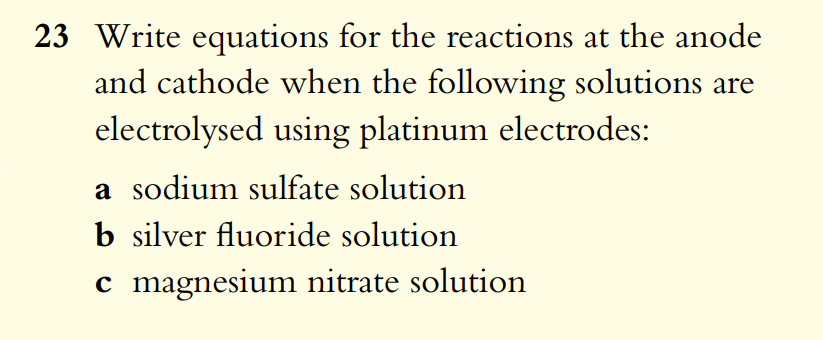 23 Write equations for the reactions at the anode
and cathode when the following solutions are
electrolysed using platinum electrodes:
a sodium sulfate solution
b silver fluoride solution
c magnesium nitrate solution